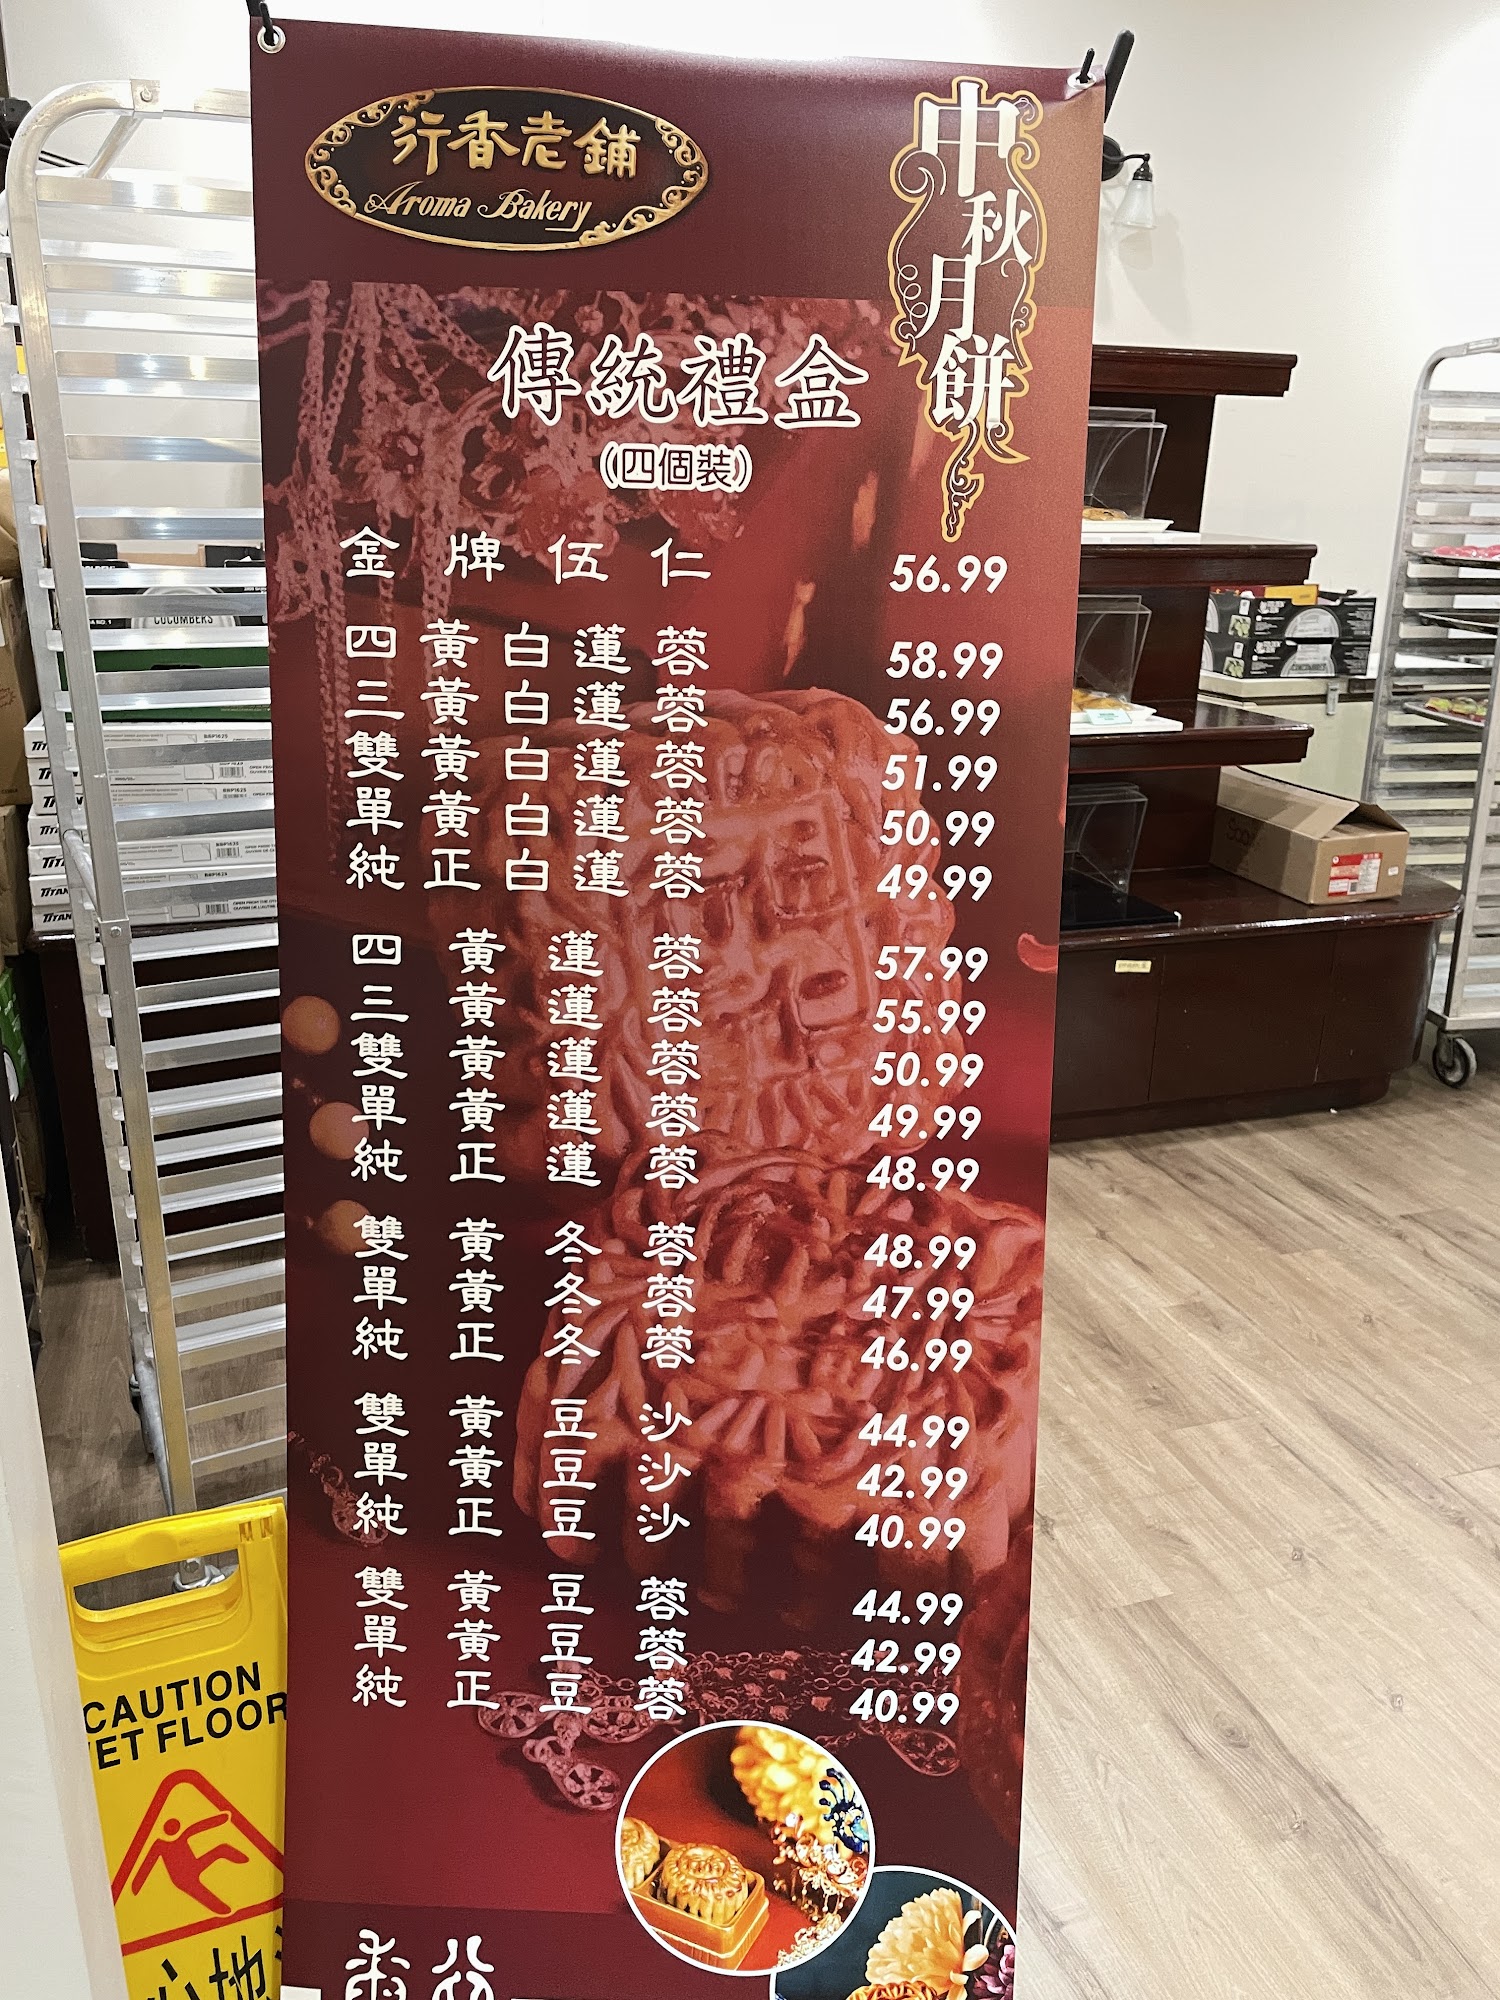 行香老鋪
Aroma Bakery
中秋月餅
傳統禮盒
(四個裝)
金牌伍仁 56.99
四黃白蓮蓉 58.99
三黃白蓮蓉 56.99
雙黃白蓮蓉 51.99
單黃白蓮蓉 50.99
純正白蓮蓉 49.99
四黃蓮蓉 57.99
三黃蓮蓉 55.99
雙黃蓮蓉 50.99
單黃蓮蓉 49.99
純正蓮蓉 48.99
雙黃冬蓉 48.99
單黃冬蓉 47.99
純正冬蓉 46.99
雙黃豆沙 44.99
單黃豆沙 42.99
純正豆沙 40.99
雙黃豆蓉 44.99
單黃豆蓉 42.99
純正豆蓉 40.99
CAUTION
WET FLOOR
心地
CUCUMBERS
TITAN
BBP1625